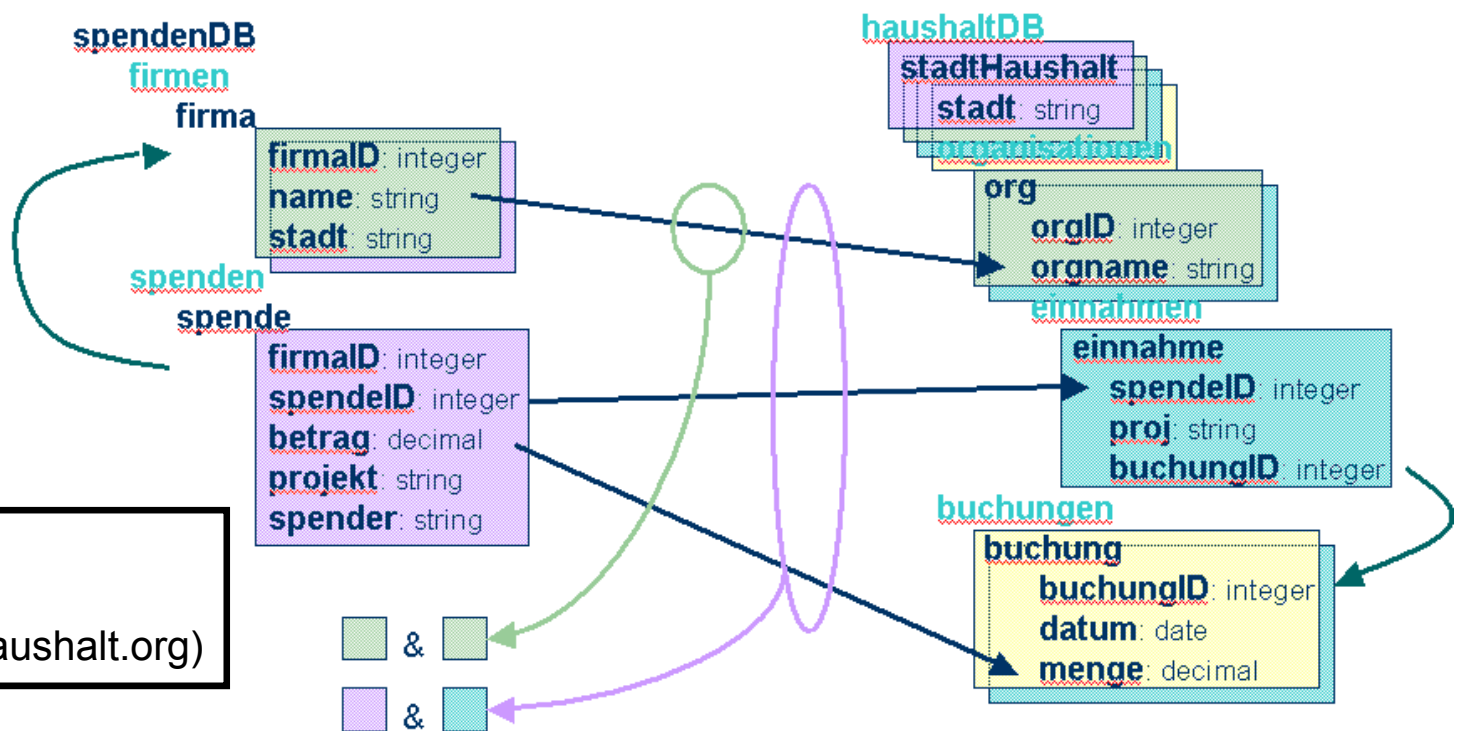 spendenDB
firmen
firma
firmaID: integer
name: string
stadt: string
spenden
spende
firmaID: integer
spendeID: integer
betrag: decimal
projekt: string
spender: string
aushalt.org)
&
&
haushaltDB
stadtHaushalt
stadt: string
organisationen
org
orgID: integer
orgname: string
einnahmen
einnahme
spendeID: integer
proj: string
buchungID: integer
buchungen
buchung
buchungID: integer
datum: date
menge: decimal